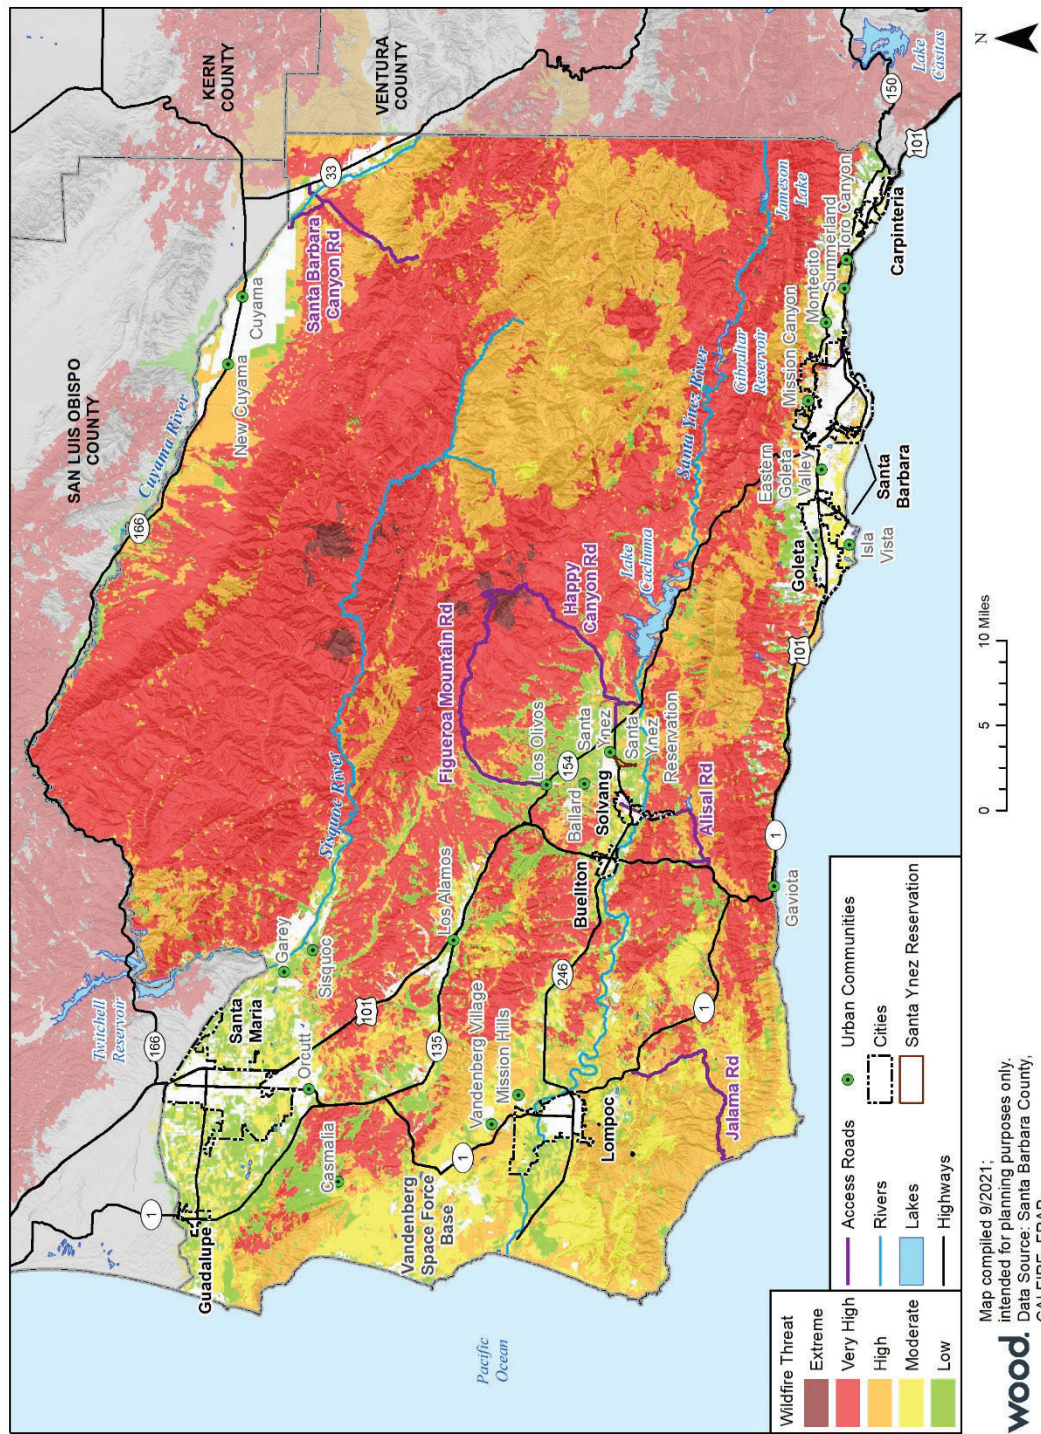 SAN LUIS OBISPO
COUNTY
KERN
COUNTY
VENTURA
COUNTY
Twitchell
Reservoir
166
166
Cuyama River
New Cuyama
Cuyama
33
Santa Barbara
Canyon Rd
1
Guadalupe
Santa
Maria
Orcutt
Garey
Sisquoc
Sisquoc River
Casmalia
101
135
Los Alamos
Figueroa Mountain Rd
Happy
Canyon Rd
Vandenberg
Space Force
Base
1
Vandenberg Village
Mission Hills
Lompoc
246
Buellton
Solvang
Ballard
Los Olivos
154
Santa
Ynez
Santa
Ynez
Reservation
Lake
Cachuma
Santa Ynez River
Gibraltar
Reservoir
Jameson
Lake
Alisal Rd
Jalama Rd
1
1
Gaviota
101
Goleta
Isla
Vista
Eastern
Goleta
Valley
Santa
Barbara
Mission Canyon
Montecito
Summerland
Toro Canyon
Carpinteria
101
150
Lake
Casitas
Pacific
Ocean
Wildfire Threat
Extreme
Very High
High
Moderate
Low
Access Roads
Rivers
Lakes
Highways
Urban Communities
Cities
Santa Ynez Reservation
0 5 10 Miles
N
wood.
Map compiled 9/2021;
intended for planning purposes only.
Data Source: Santa Barbara County,
CALFIRE, FRAP